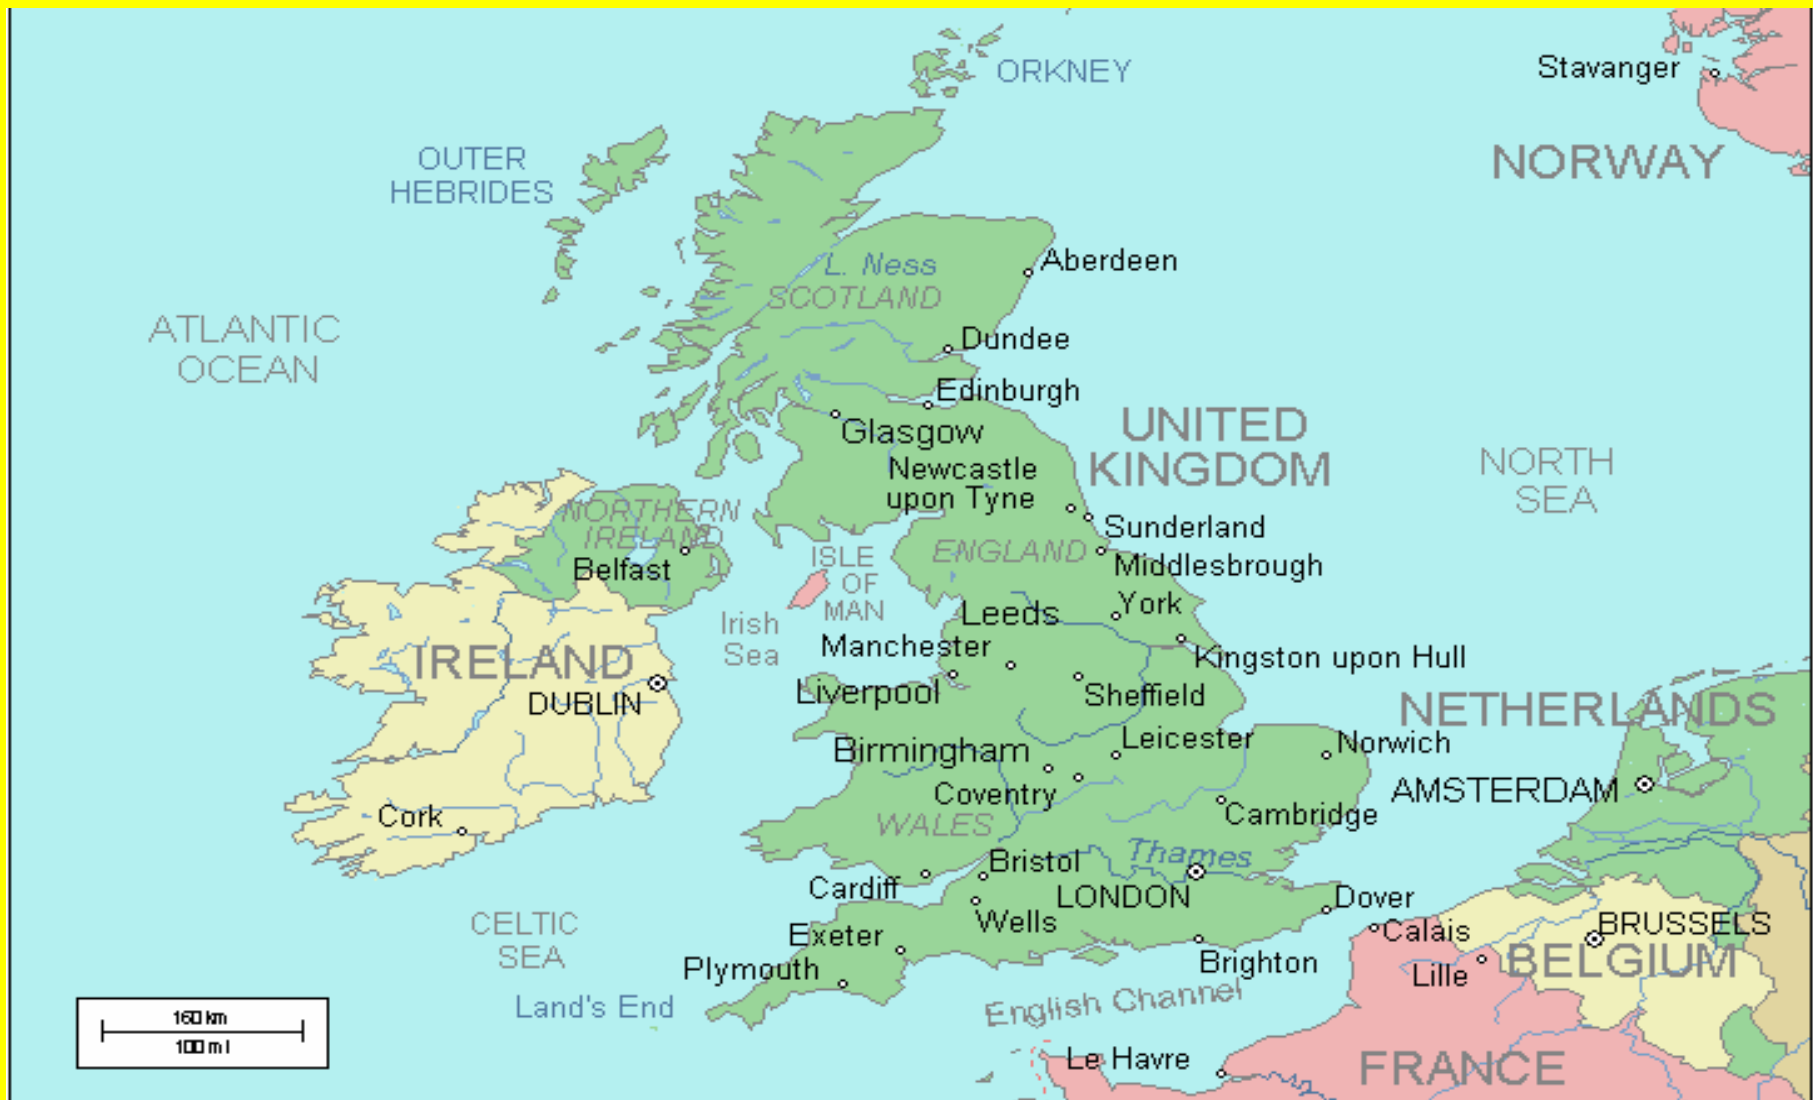 ORKNEY
Stavanger
NORWAY
OUTER
HEBRIDES
L. Ness
SCOTLAND
Aberdeen
ATLANTIC
OCEAN
Dundee
Edinburgh
Glasgow
UNITED
KINGDOM
Newcastle
upon Tyne
NORTH
SEA
NORTHERN
IRELAND
Belfast
Sunderland
ENGLAND
Middlesbrough
ISLE
OF
MAN
Irish
Sea
Leeds
York
Manchester
Kingston upon Hull
IRELAND
DUBLIN
Liverpool
Sheffield
NETHERLANDS
Birmingham
Leicester
Norwich
AMSTERDAM
Coventry
Cork
WALES
Cambridge
Thames
Bristol
Cardiff
LONDON
Dover
Wells
CELTIC
SEA
Exeter
Calais
BRUSSELS
Plymouth
Brighton
Lille
BELGIUM
Land's End
English Channel
160 km
100 mi
Le Havre
FRANCE